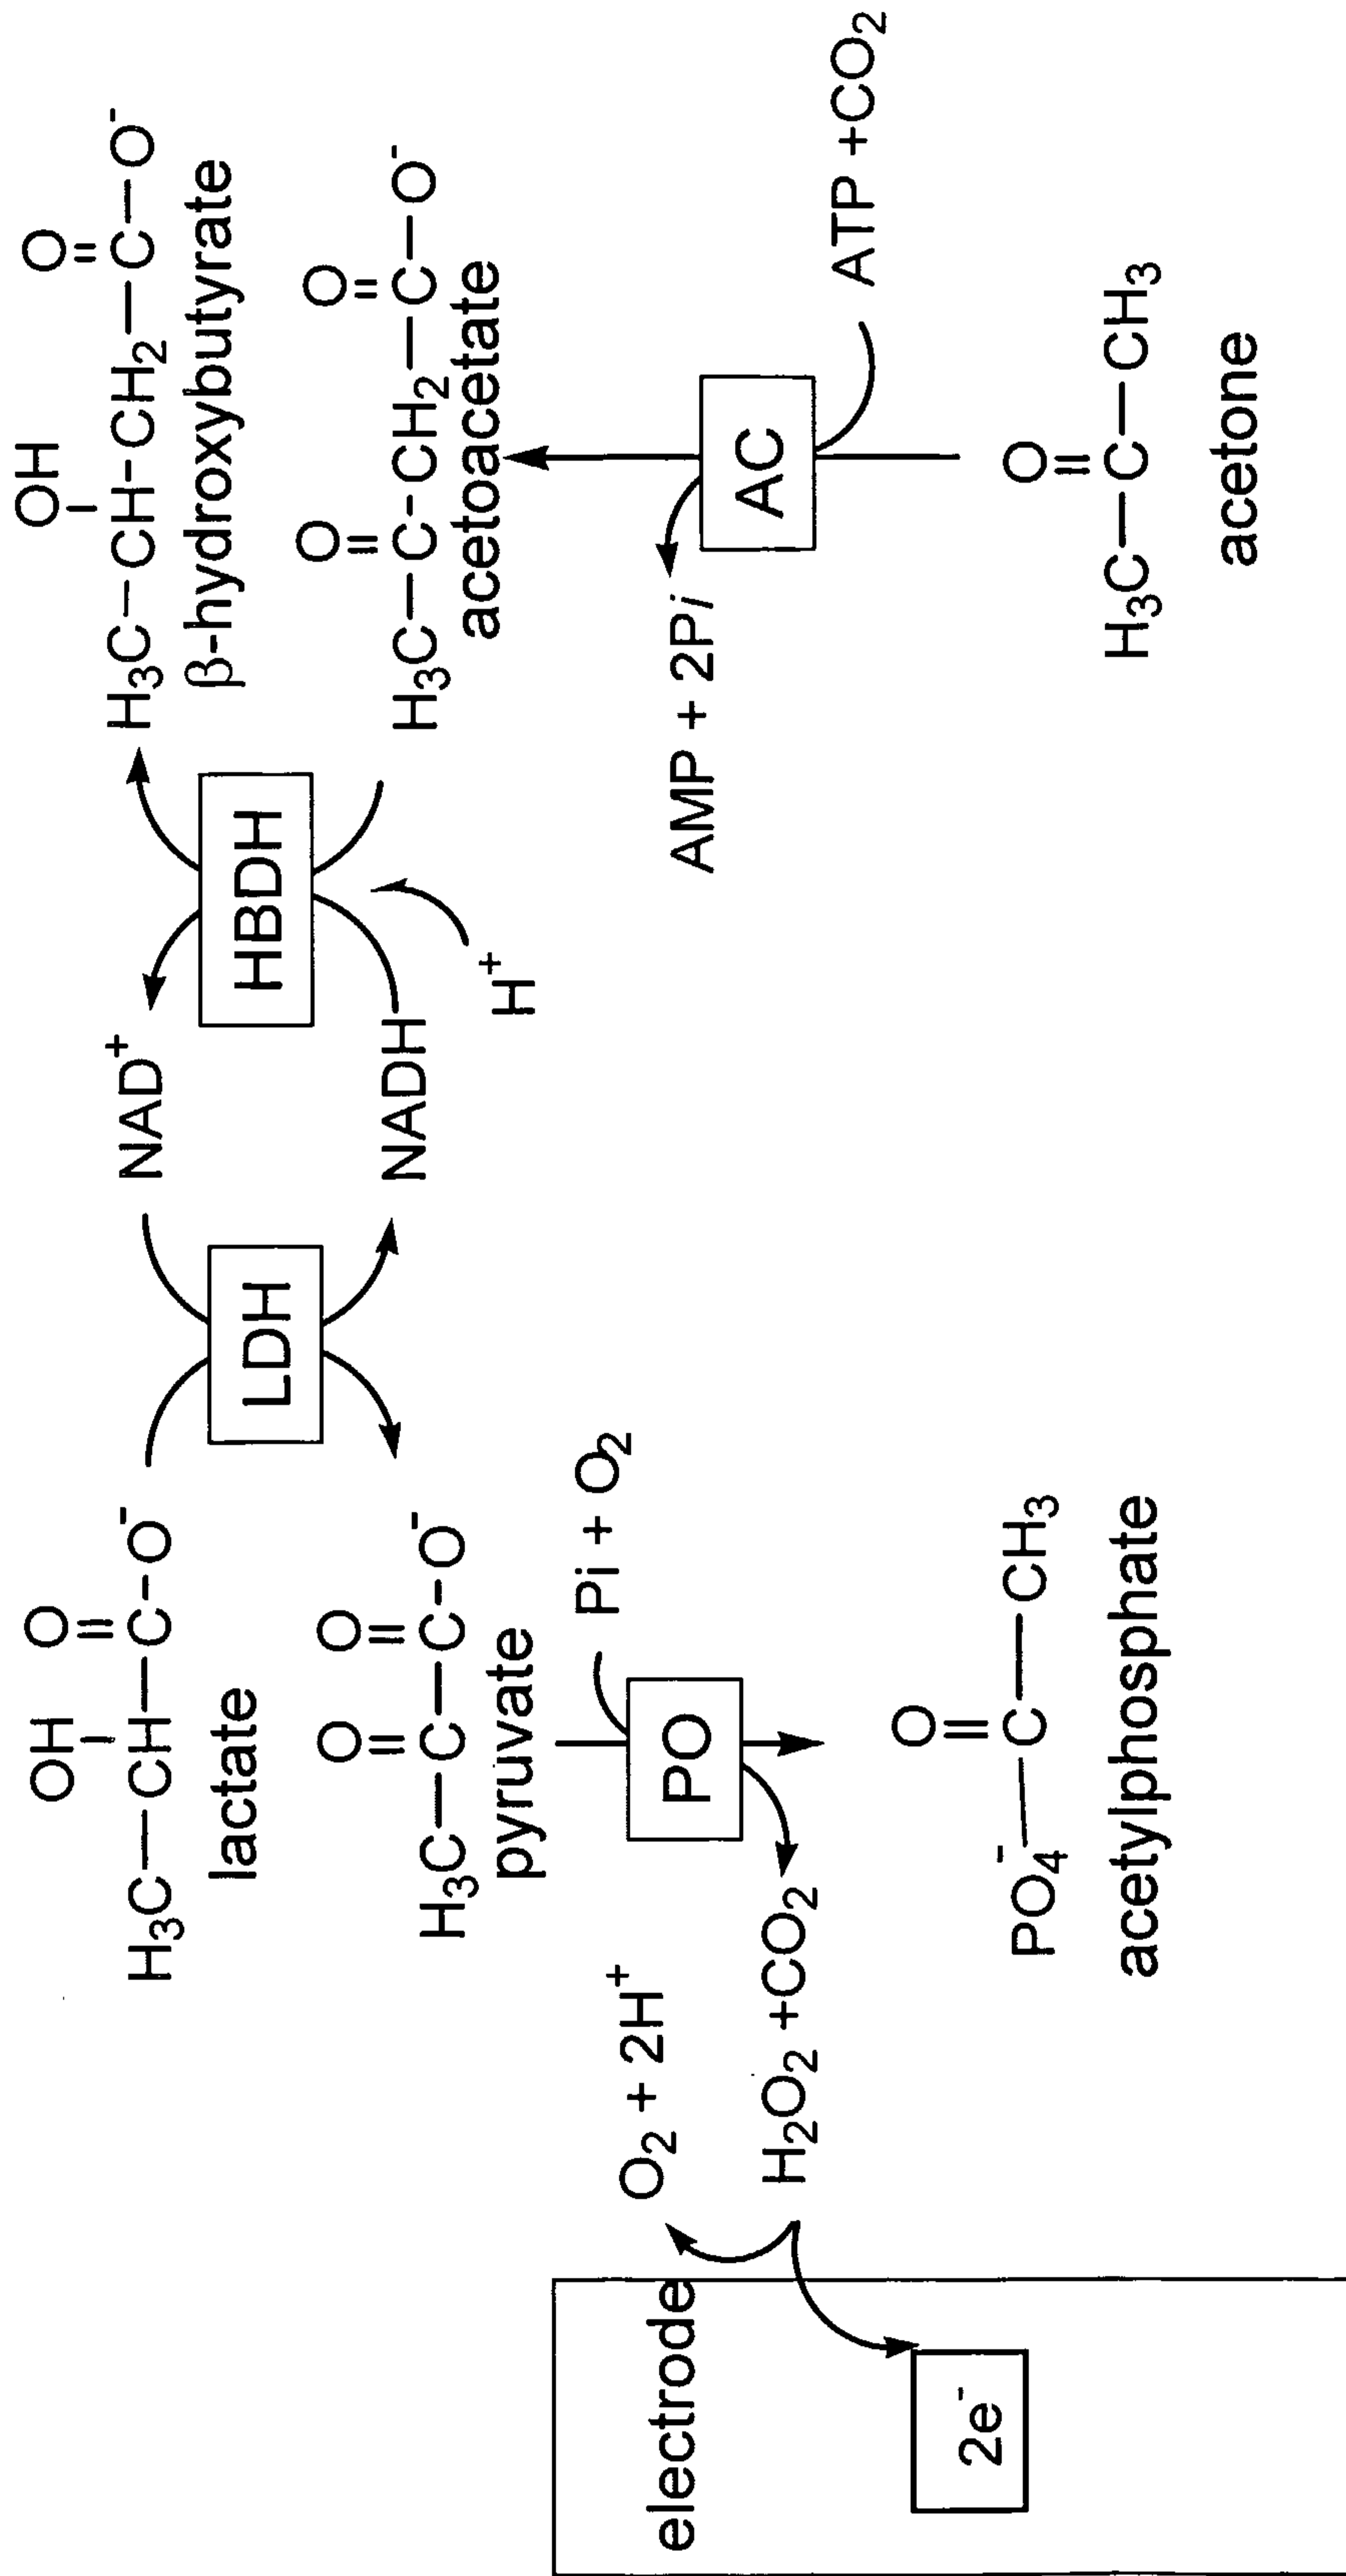 OH O
H₃C–CH–C–O⁻
lactate
NAD⁺
LDH
NADH
OH O
H₃C–CH-CH₂–C–O⁻
β-hydroxybutyrate
HBDH
H⁺
O O
H₃C–C–C–O⁻
pyruvate
O O
H₃C–C-CH₂–C–O⁻
acetoacetate
Pi + O₂
PO
O₂ + 2H⁺
H₂O₂ +CO₂
electrode
2e⁻
O
PO₄⁻–C–CH₃
acetylphosphate
AMP + 2Pi
AC
ATP +CO₂
O
H₃C–C–CH₃
acetone